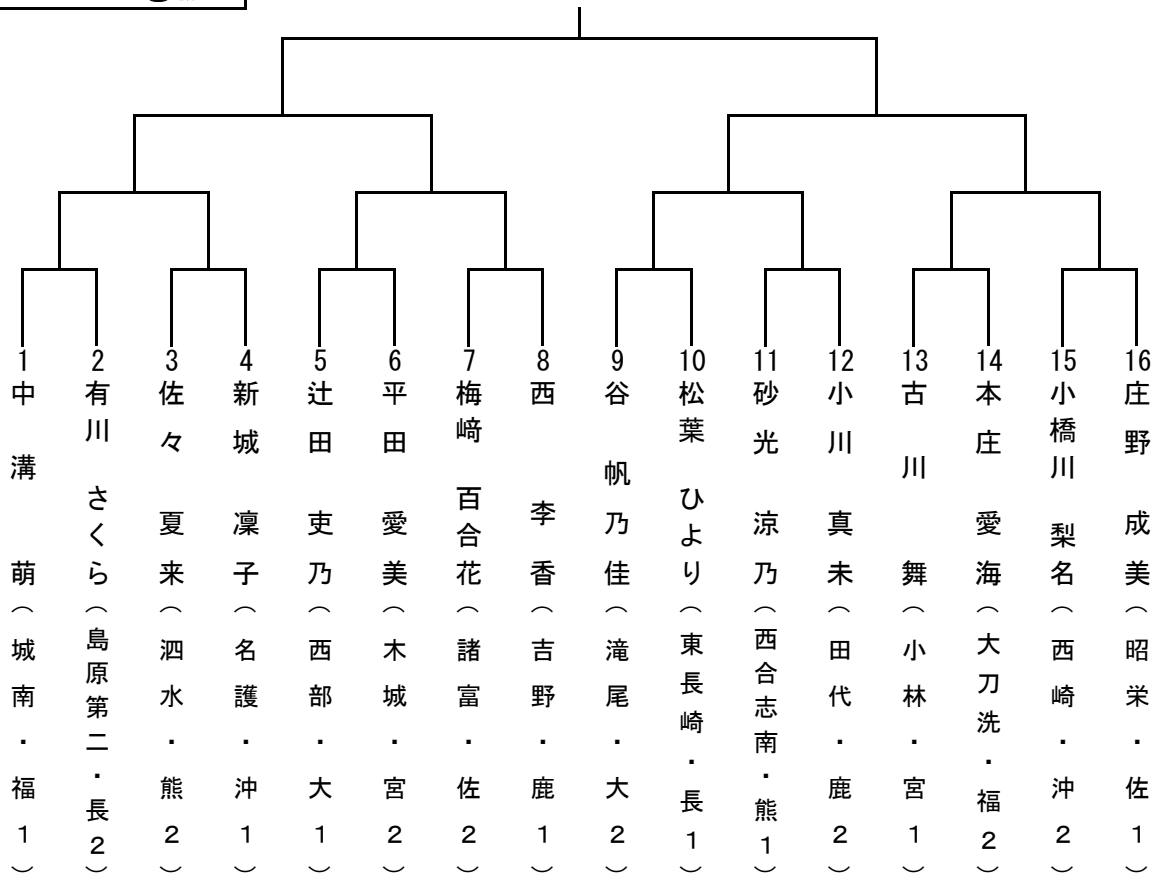 1 中溝 萌(城南・福1)
2 有川 さくら(島原第二・長2)
3 佐々 夏来(泗水・熊2)
4 新城 凜子(名護・沖1)
5 辻田 吏乃(西部・大1)
6 平田 愛美(木城・宮2)
7 梅﨑 百合花(諸富・佐2)
8 西 李香(吉野・鹿1)
9 谷 帆乃佳(滝尾・大2)
10 松葉 ひより(東長崎・長1)
11 砂光 涼乃(西合志南・熊1)
12 小川 真未(田代・鹿2)
13 古川 舞(小林・宮1)
14 本庄 愛海(大刀洗・福2)
15 小橋川 梨名(西崎・沖2)
16 庄野 成美(昭栄・佐1)